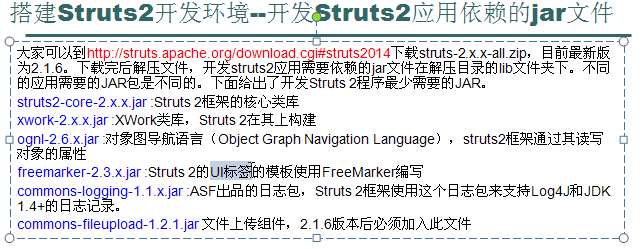 搭建Struts2开发环境--开发Struts2应用依赖的jar文件
大家可以到http://struts.apache.org/download.cgi#struts2014下载struts-2.x.x-all.zip，目前最新版
为2.1.6。下载完后解压文件，开发struts2应用需要依赖的jar文件在解压目录的lib文件夹下。不同
的应用需要的JAR包是不同的。下面给出了开发Struts 2程序最少需要的JAR。
struts2-core-2.x.x.jar :Struts 2框架的核心类库
xwork-2.x.x.jar :XWork类库，Struts 2在其上构建
ognl-2.6.x.jar :对象图导航语言（Object Graph Navigation Language），struts2框架通过其读写
对象的属性
freemarker-2.3.x.jar :Struts 2的UI标签的模板使用FreeMarker编写
commons-logging-1.1.x.jar :ASF出品的日志包，Struts 2框架使用这个日志包来支持Log4J和JDK
1.4+的日志记录。
commons-fileupload-1.2.1.jar 文件上传组件，2.1.6版本后必须加入此文件